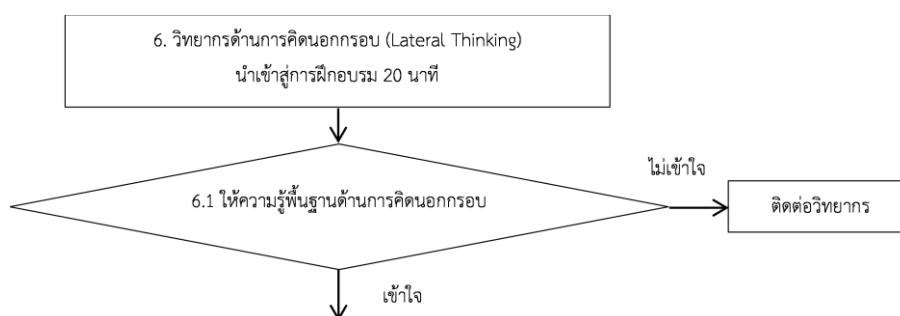 6. วิทยากรด้านการคิดนอกกรอบ (Lateral Thinking)
นำเข้าสู่การฝึกอบรม 20 นาที
ไม่เข้าใจ
6.1 ให้ความรู้พื้นฐานด้านการคิดนอกกรอบ
ติดต่อวิทยากร
เข้าใจ